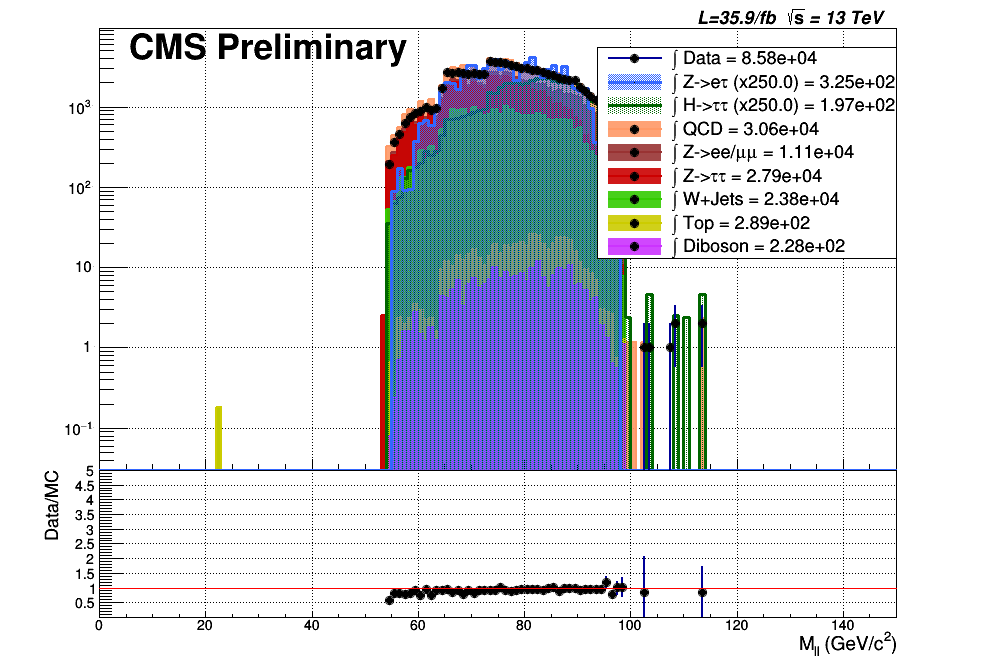 L=35.9/fb √s = 13 TeV
CMS Preliminary
∫ Data = 8.58e+04
∫ Z->eτ (x250.0) = 3.25e+02
∫ H->ττ (x250.0) = 1.97e+02
∫ QCD = 3.06e+04
∫ Z->ee/μμ = 1.11e+04
∫ Z->ττ = 2.79e+04
∫ W+Jets = 2.38e+04
∫ Top = 2.89e+02
∫ Diboson = 2.28e+02
10³
10²
10
1
10⁻¹
Data/MC
5
4.5
4
3.5
3
2.5
2
1.5
1
0.5
0 20 40 60 80 100 120 140
M_ll (GeV/c²)